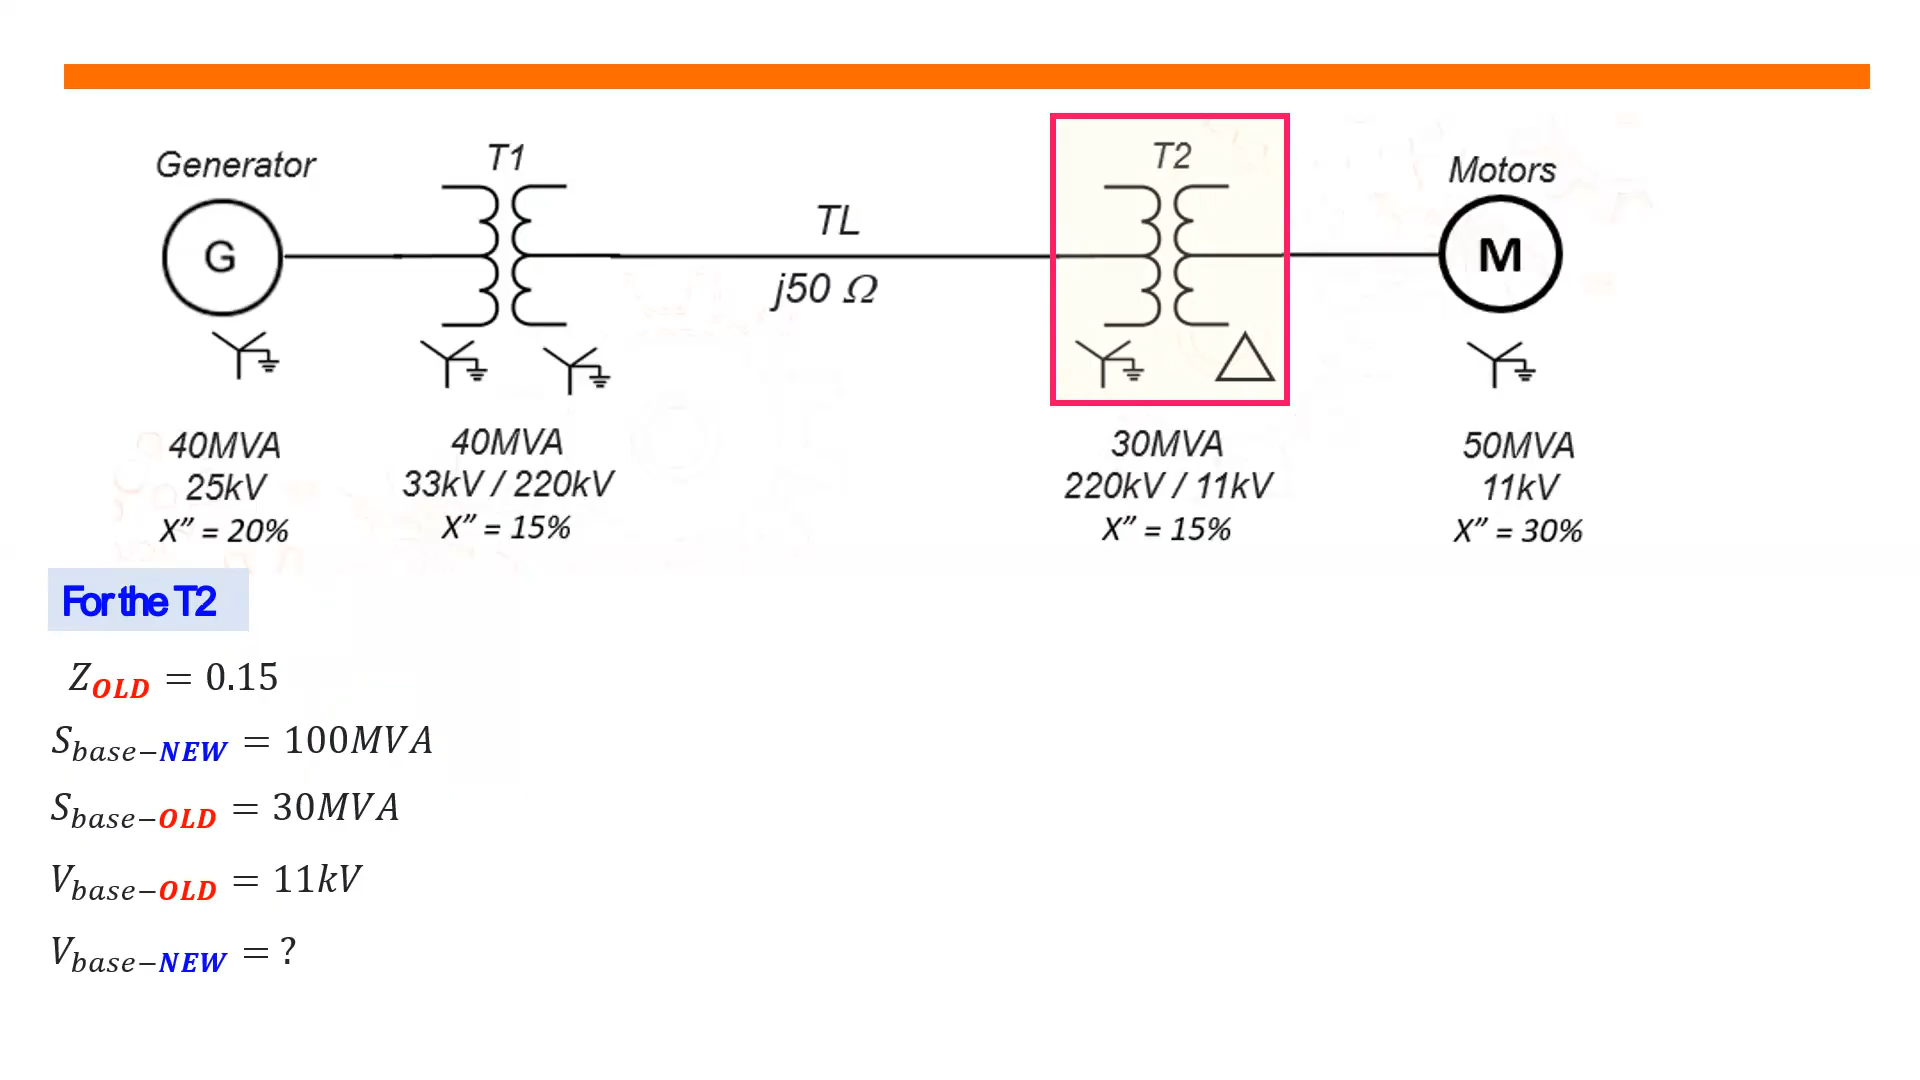 Generator
T1
TL
T2
Motors
G
M
j50 Ω
40MVA
25kV
X” = 20%
40MVA
33kV / 220kV
X” = 15%
30MVA
220kV / 11kV
X” = 15%
50MVA
11kV
X” = 30%
For the T2
Z_OLD = 0.15
S_base−NEW = 100MVA
S_base−OLD = 30MVA
V_base−OLD = 11kV
V_base−NEW = ?